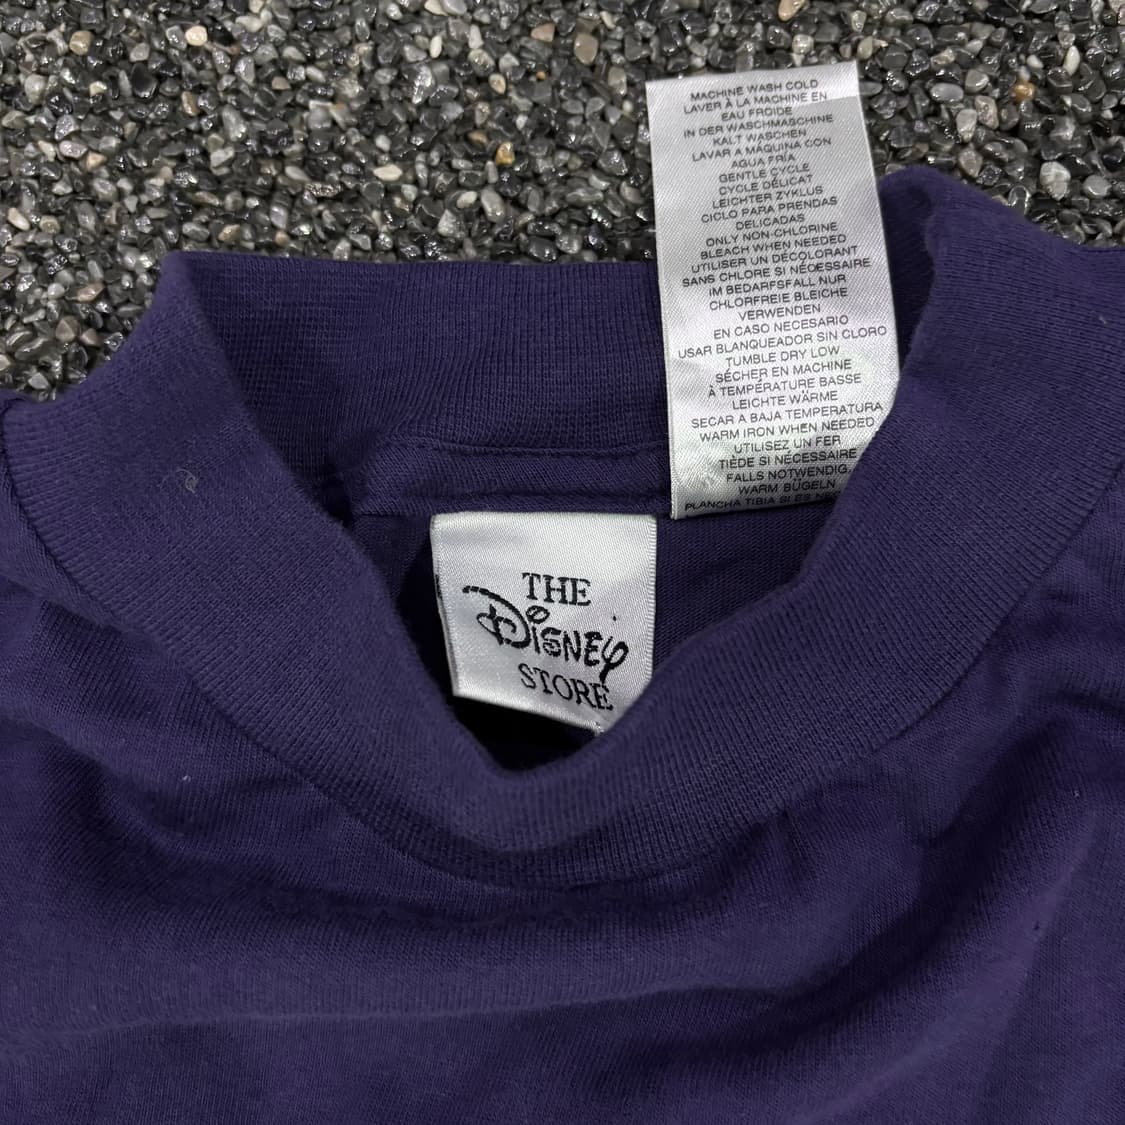 MACHINE WASH COLD
LAVER À LA MACHINE EN
EAU FROIDE
IN DER WASCHMASCHINE
KALT WASCHEN
LAVAR A MÁQUINA CON
AGUA FRÍA
GENTLE CYCLE
CYCLE DÉLICAT
LEICHTER ZYKLUS
CICLO PARA PRENDAS
DELICADAS
ONLY NON-CHLORINE
BLEACH WHEN NEEDED
UTILISER UN DÉCOLORANT
SANS CHLORE SI NÉCESSAIRE
IM BEDARFSFALL NUR
CHLORFREIE BLEICHE
VERWENDEN
EN CASO NECESARIO
USAR BLANQUEADOR SIN CLORO
TUMBLE DRY LOW
SÉCHER EN MACHINE
À TEMPÉRATURE BASSE
LEICHTE WÄRME
SECAR A BAJA TEMPERATURA
WARM IRON WHEN NEEDED
UTILISEZ UN FER
TIÈDE SI NÉCESSAIRE
FALLS NOTWENDIG,
WARM BÜGELN
PLANCHA TIBIA SI ES
THE
DISNEY
STORE